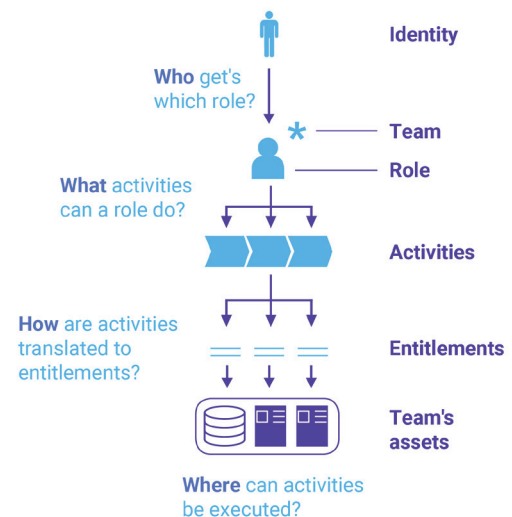 Identity
Who get's
which role?
*
Team
Role
What activities
can a role do?
Activities
How are activities
translated to
entitlements?
Entitlements
Team's
assets
Where can activities
be executed?